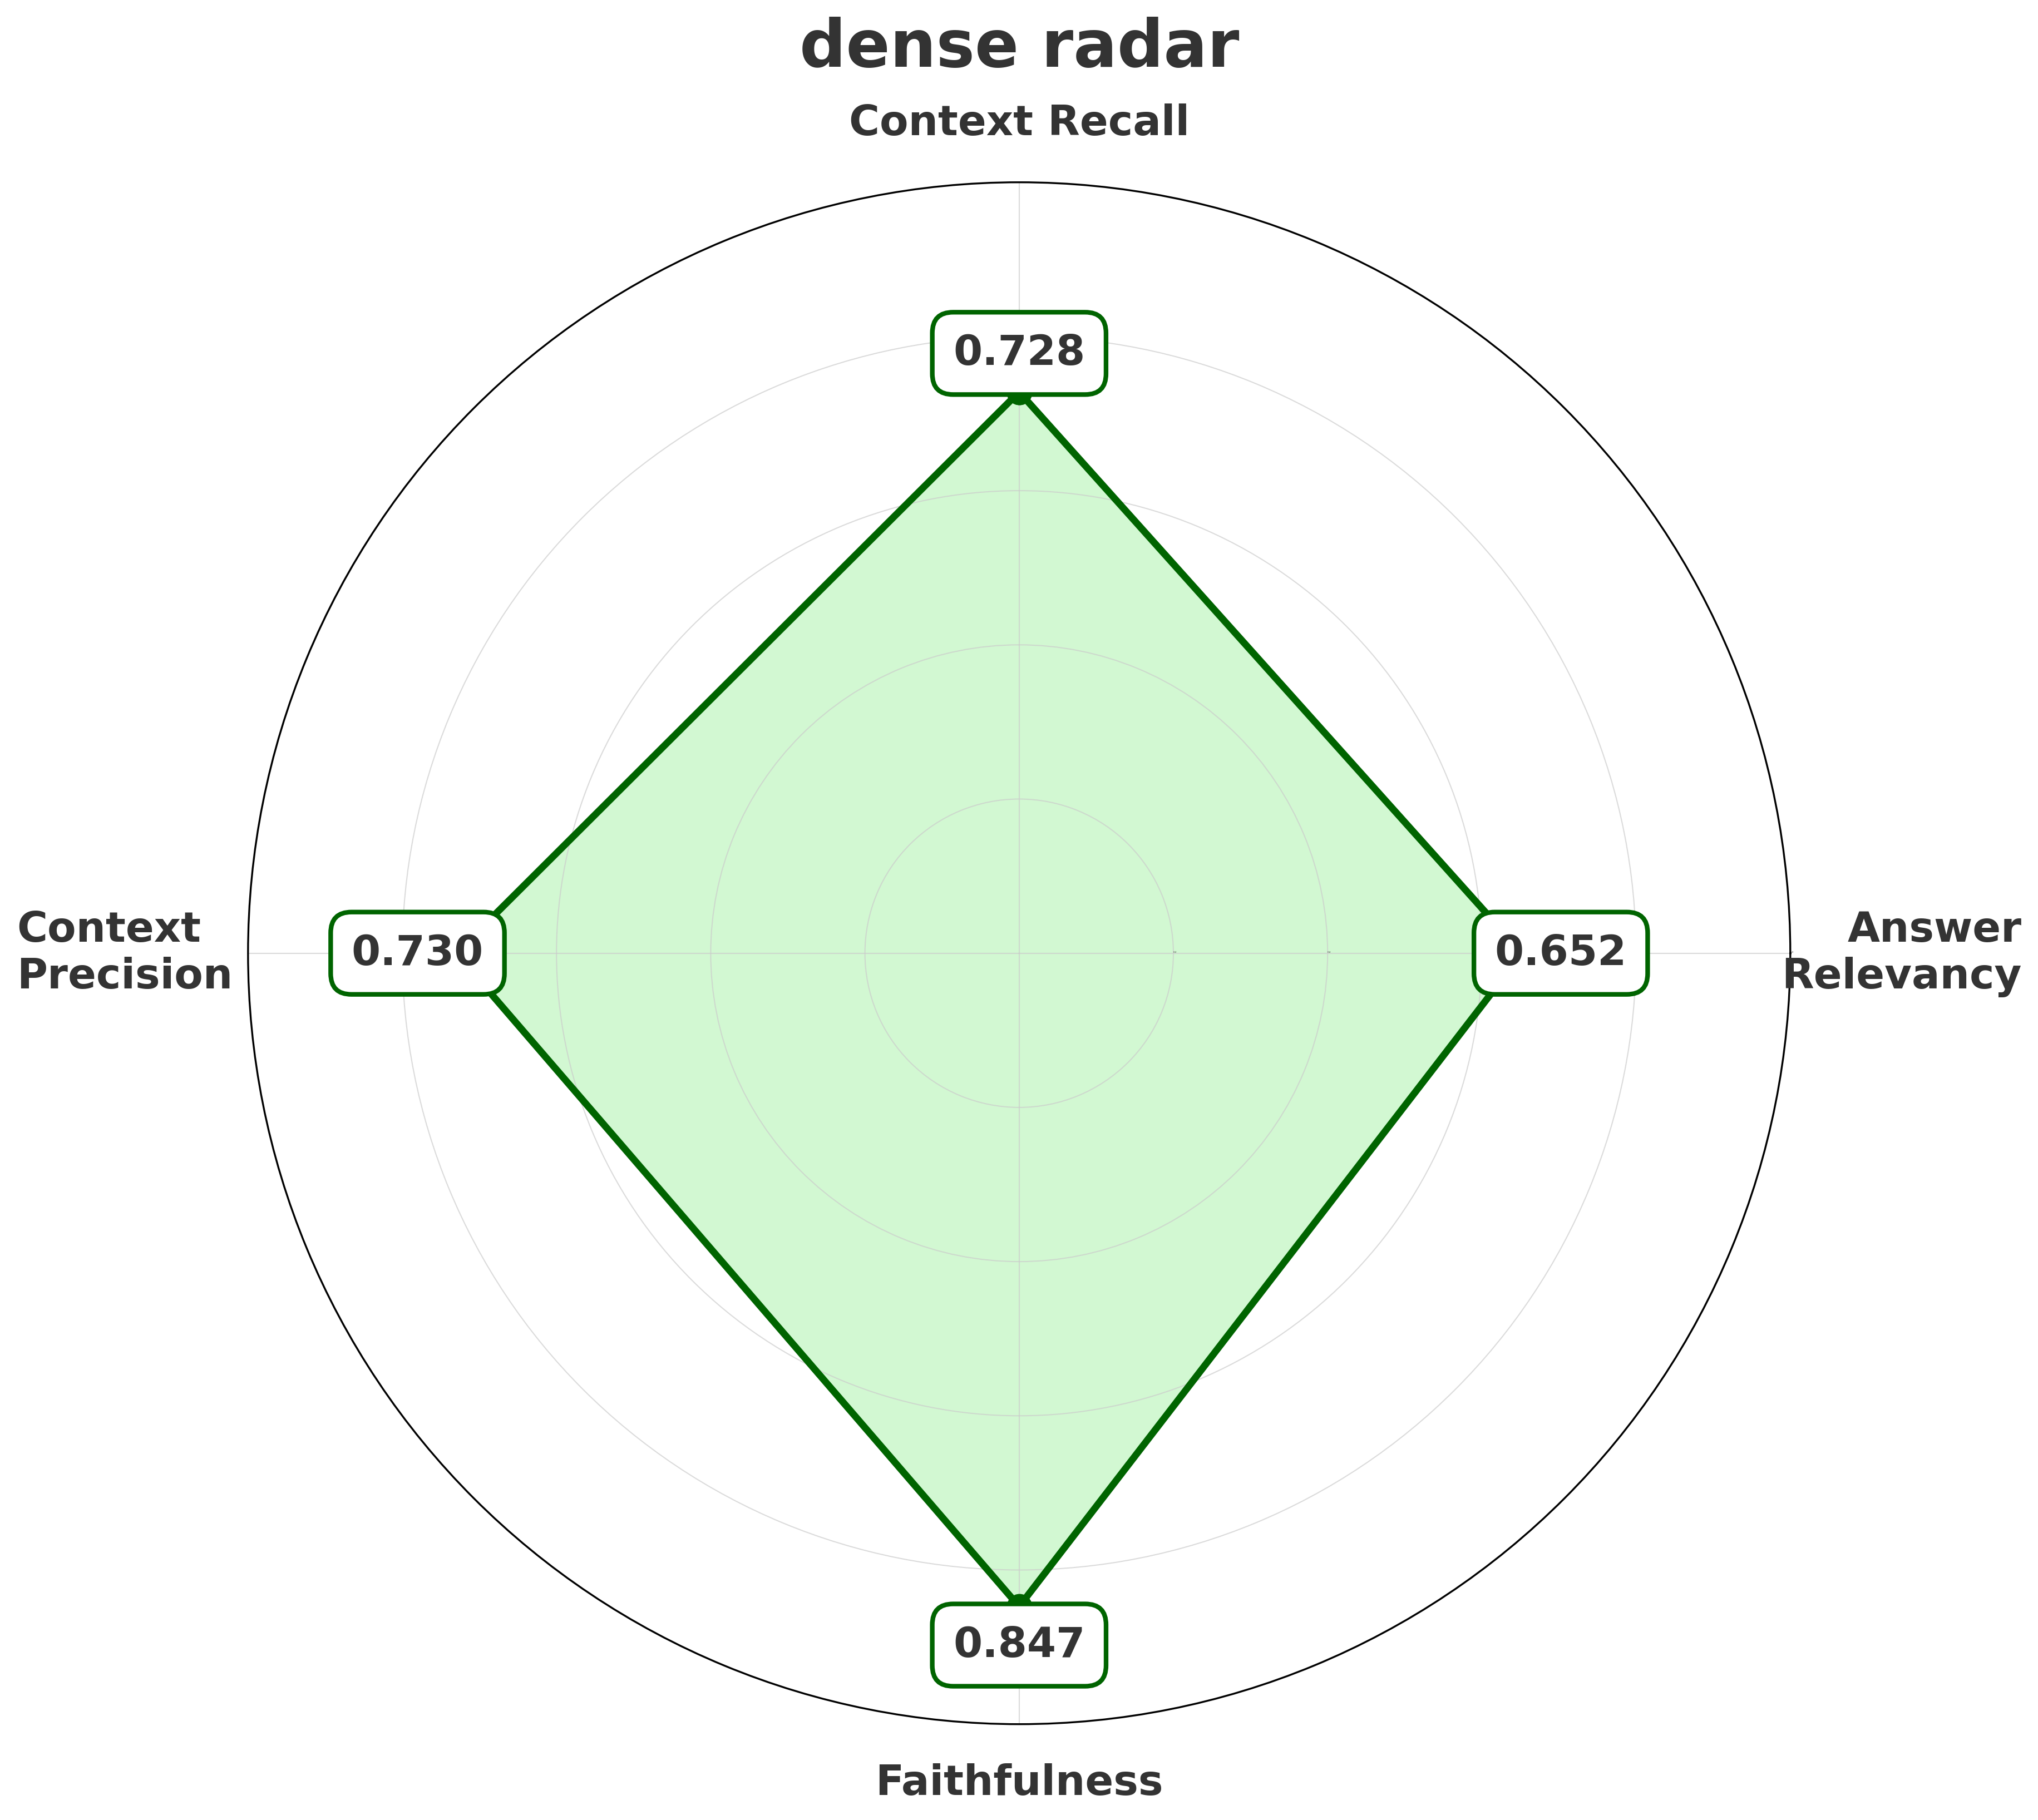 dense radar
Context Recall
0.728
Context
Precision
0.730
0.652
Answer
Relevancy
0.847
Faithfulness